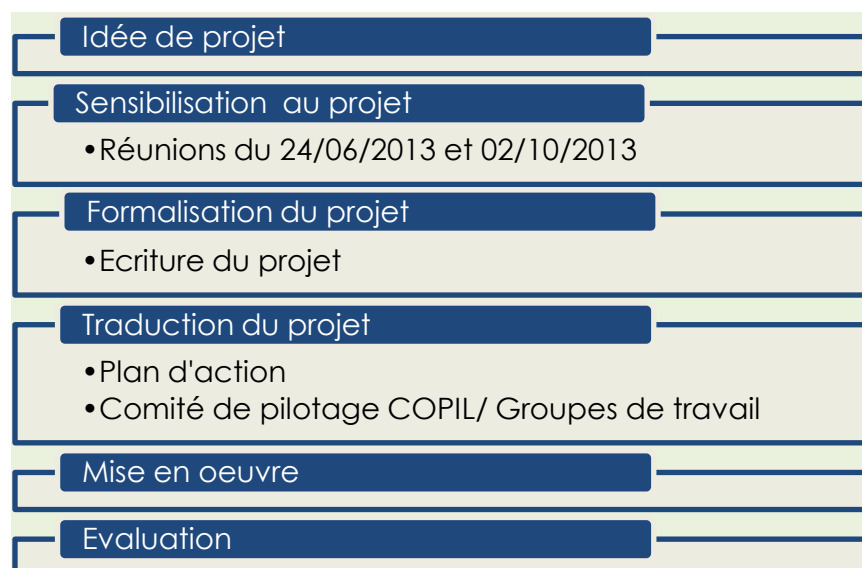 Idée de projet
Sensibilisation au projet
•Réunions du 24/06/2013 et 02/10/2013
Formalisation du projet
•Ecriture du projet
Traduction du projet
•Plan d'action
•Comité de pilotage COPIL/ Groupes de travail
Mise en oeuvre
Evaluation